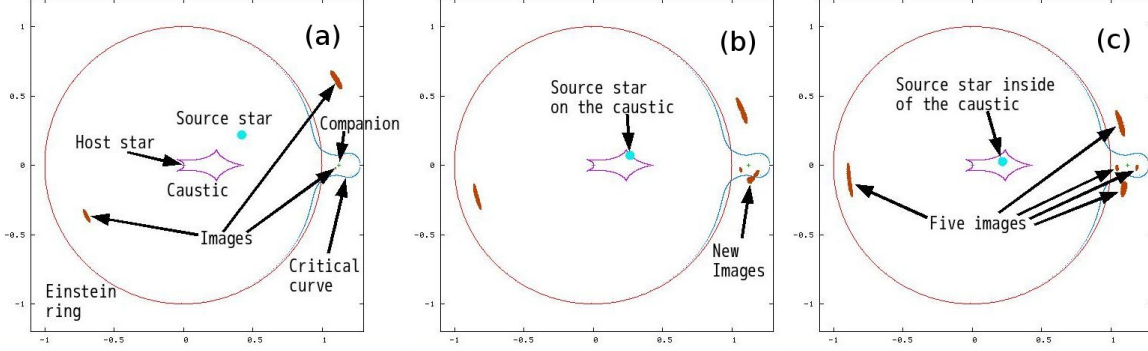 (a)
Source star
Companion
Host star
Caustic
Images
Critical
curve
Einstein
ring
1
0.5
0
-0.5
-1
-1
-0.5
0
0.5
1
(b)
Source star
on the caustic
New
Images
1
0.5
0
-0.5
-1
-1
-0.5
0
0.5
1
(c)
Source star inside
of the caustic
Five images
1
0.5
0
-0.5
-1
-1
-0.5
0
0.5
1